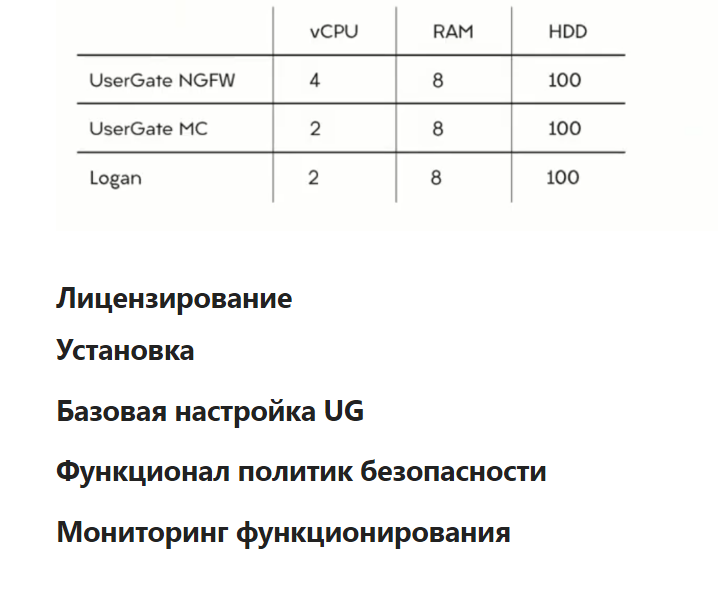 vCPU RAM HDD
UserGate NGFW 4 8 100
UserGate MC 2 8 100
Logan 2 8 100
Лицензирование
Установка
Базовая настройка UG
Функционал политик безопасности
Мониторинг функционирования